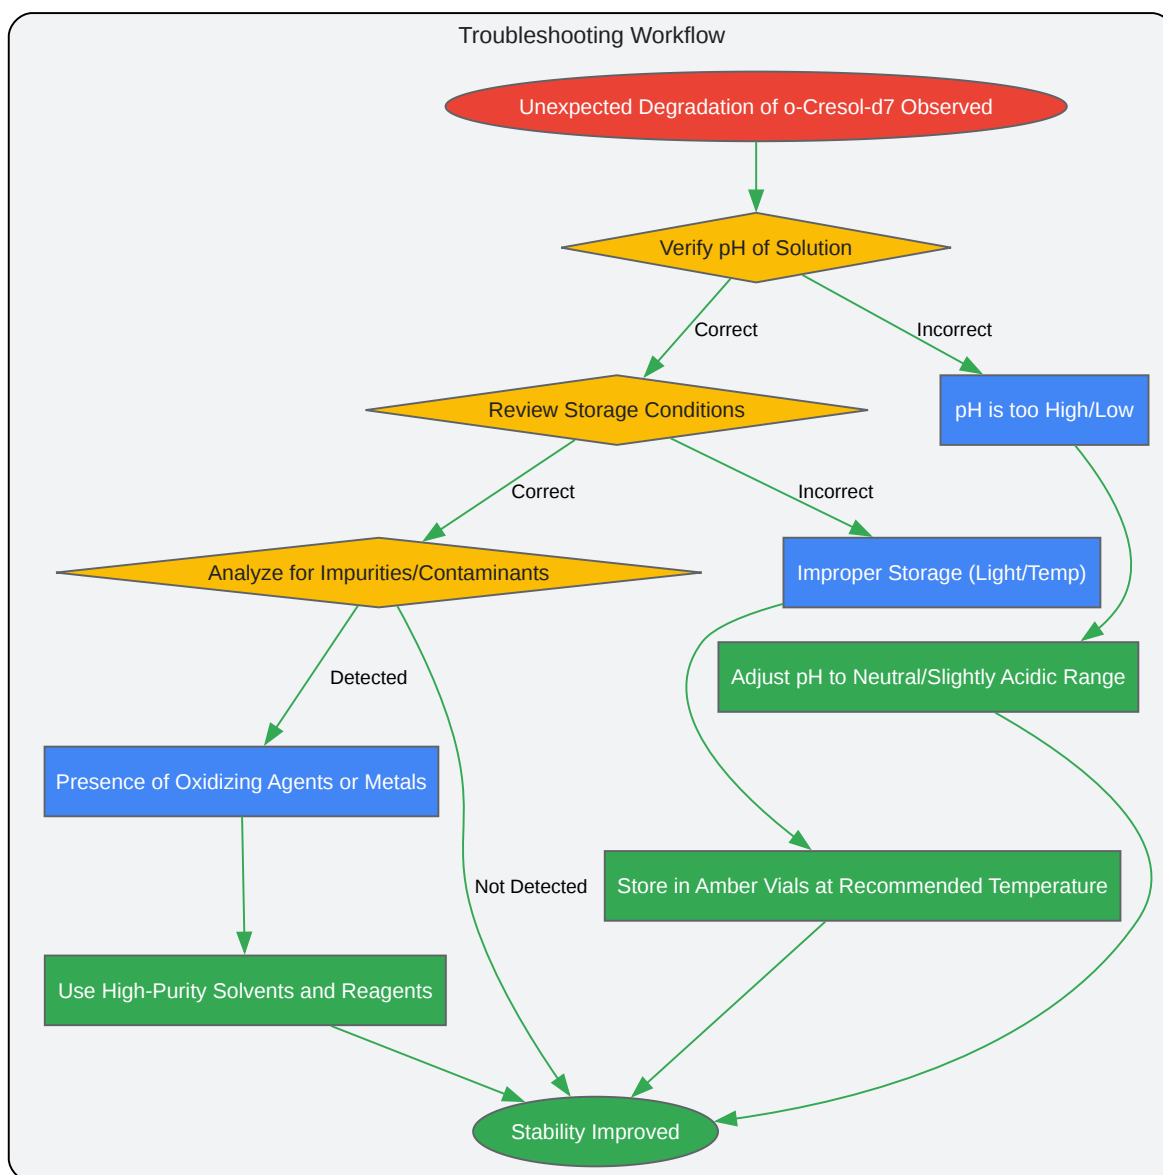 Troubleshooting Workflow
Unexpected Degradation of o-Cresol-d7 Observed
Verify pH of Solution
Correct
Incorrect
Review Storage Conditions
pH is too High/Low
Correct
Incorrect
Analyze for Impurities/Contaminants
Improper Storage (Light/Temp)
Detected
Adjust pH to Neutral/Slightly Acidic Range
Presence of Oxidizing Agents or Metals
Not Detected
Store in Amber Vials at Recommended Temperature
Use High-Purity Solvents and Reagents
Stability Improved